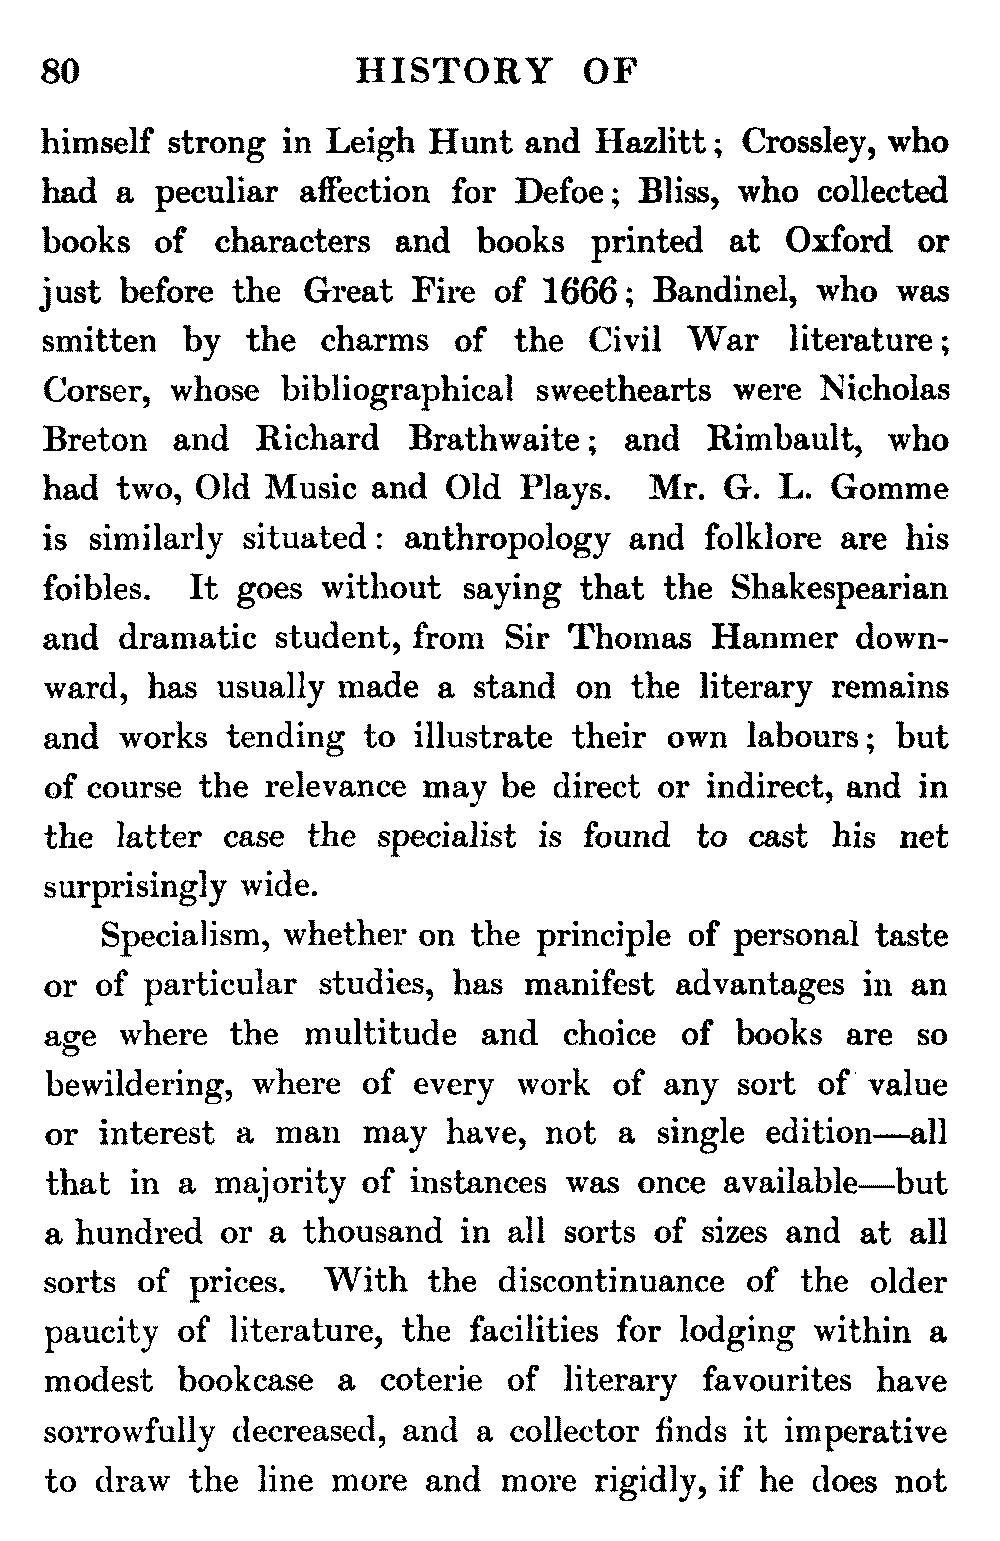 80 HISTORY OF
himself strong in Leigh Hunt and Hazlitt; Crossley, who
had a peculiar affection for Defoe; Bliss, who collected
books of characters and books printed at Oxford or
just before the Great Fire of 1666; Bandinel, who was
smitten by the charms of the Civil War literature;
Corser, whose bibliographical sweethearts were Nicholas
Breton and Richard Brathwaite; and Rimbault, who
had two, Old Music and Old Plays. Mr. G. L. Gomme
is similarly situated: anthropology and folklore are his
foibles. It goes without saying that the Shakespearian
and dramatic student, from Sir Thomas Hanmer down-
ward, has usually made a stand on the literary remains
and works tending to illustrate their own labours; but
of course the relevance may be direct or indirect, and in
the latter case the specialist is found to cast his net
surprisingly wide.
Specialism, whether on the principle of personal taste
or of particular studies, has manifest advantages in an
age where the multitude and choice of books are so
bewildering, where of every work of any sort of value
or interest a man may have, not a single edition—all
that in a majority of instances was once available—but
a hundred or a thousand in all sorts of sizes and at all
sorts of prices. With the discontinuance of the older
paucity of literature, the facilities for lodging within a
modest bookcase a coterie of literary favourites have
sorrowfully decreased, and a collector finds it imperative
to draw the line more and more rigidly, if he does not